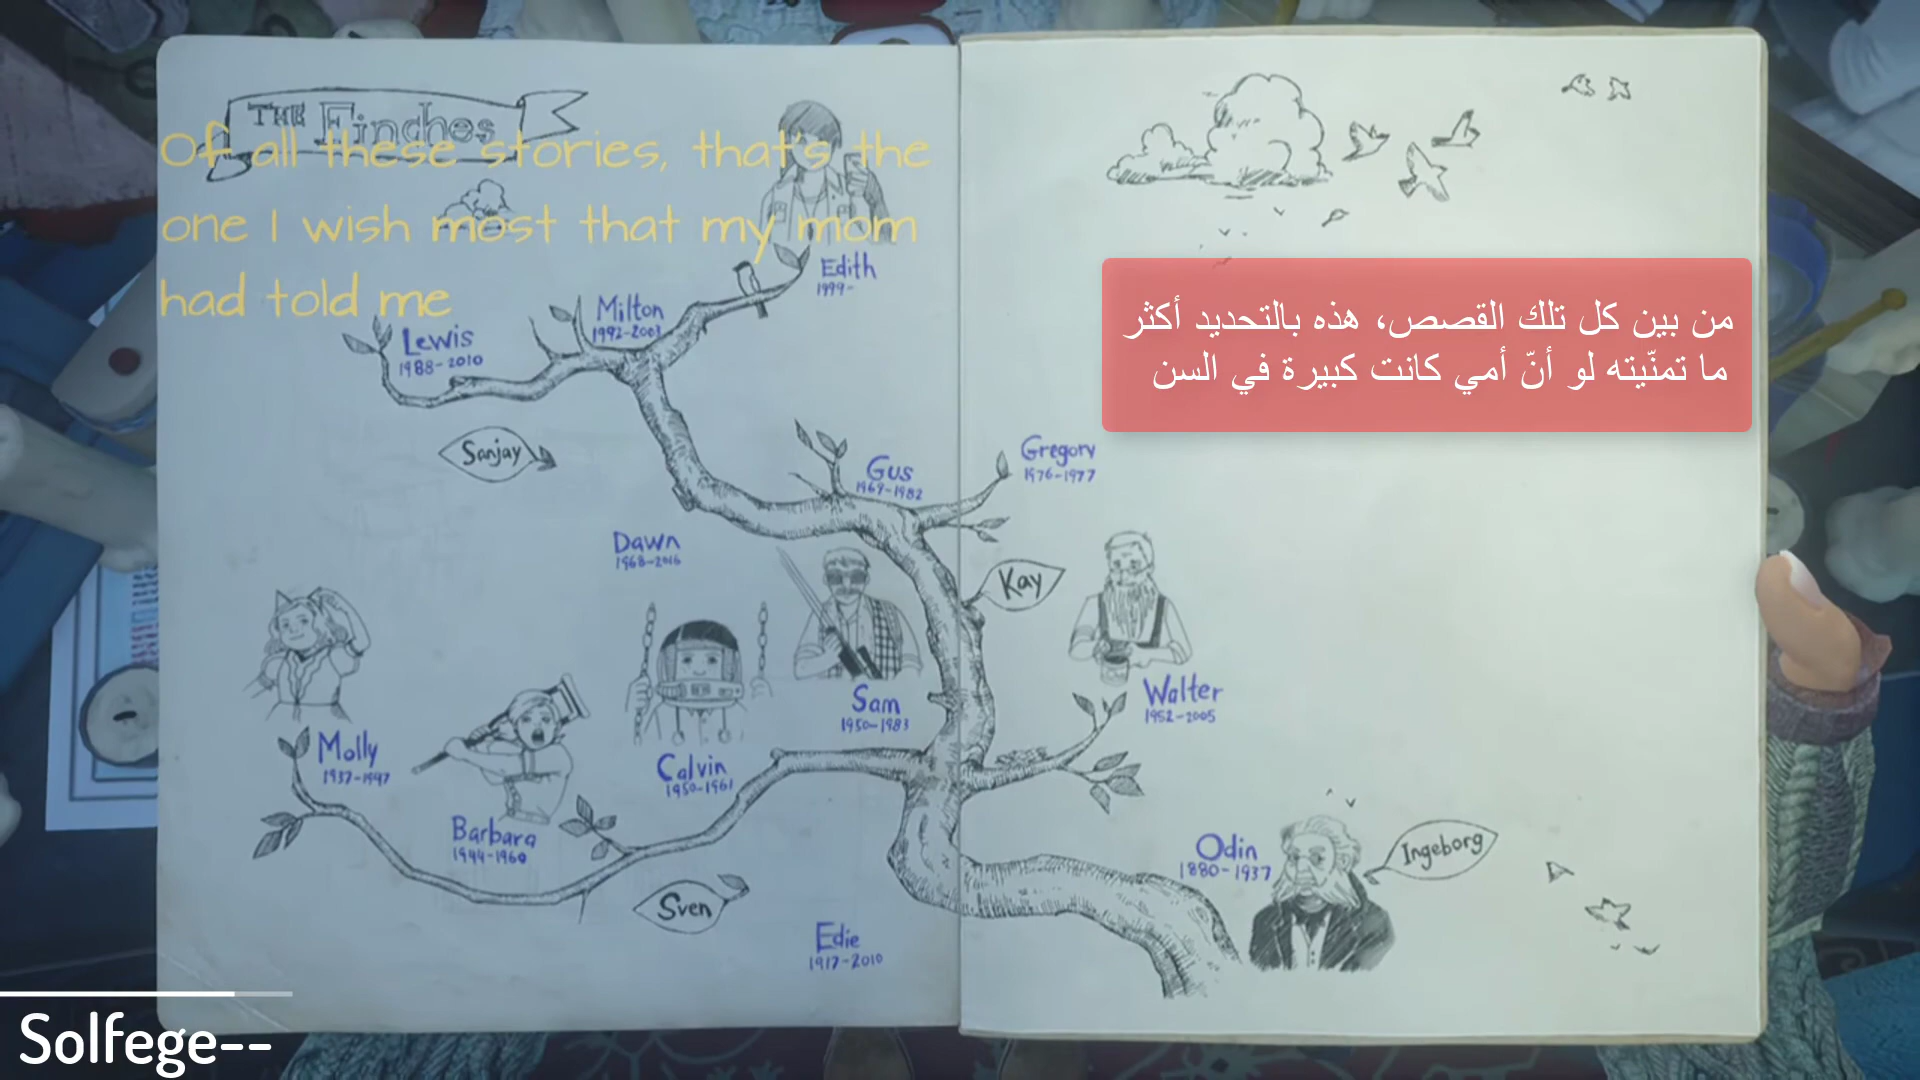 THE Finches
Of all these stories, that's the
one I wish most that my mom
had told me
Edith
1999-
Milton
1992-2003
Lewis
1988-2010
من بين كل تلك القصص، هذه بالتحديد أكثر
ما تمنّيته لو أنّ أمي كانت كبيرة في السن
Sanjay
Gus
1969-1982
Gregory
1976-1977
Dawn
1968-2016
Kay
Sam
1950-1983
Walter
1952-2005
Molly
1937-1947
Calvin
1950-1961
Barbara
1944-1960
Odin
1880-1937
Ingeborg
Sven
Edie
1917-2010
Solfege--